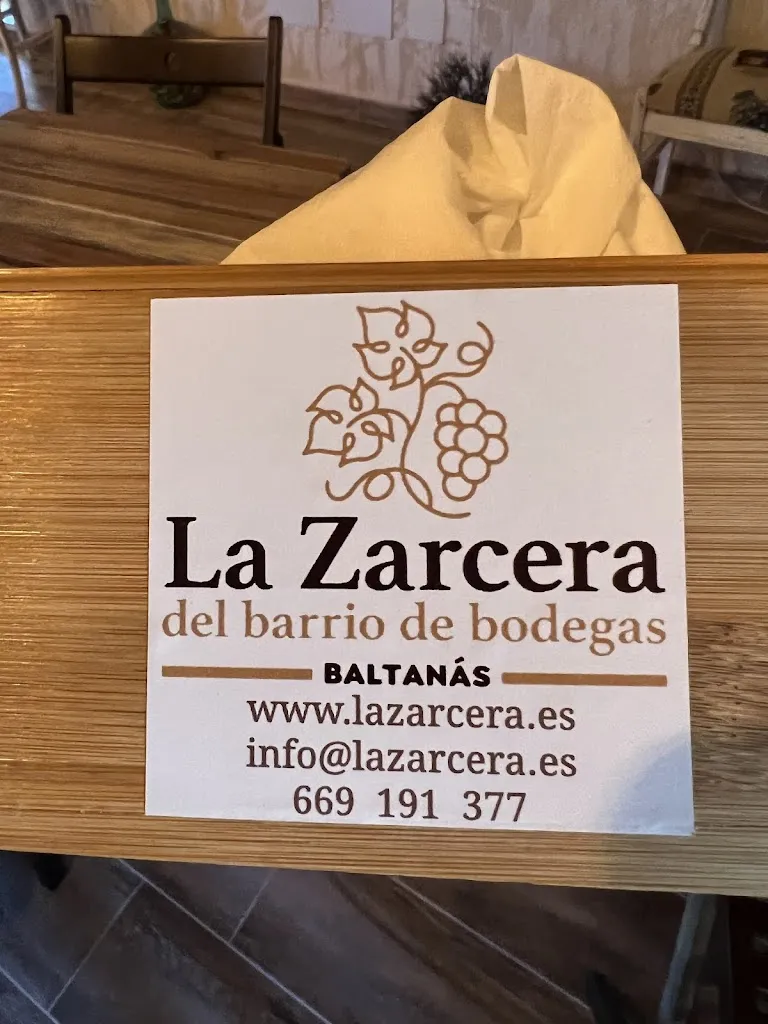 La Zarcera
del barrio de bodegas
BALTANÁS
www.lazarcera.es
info@lazarcera.es
669 191 377